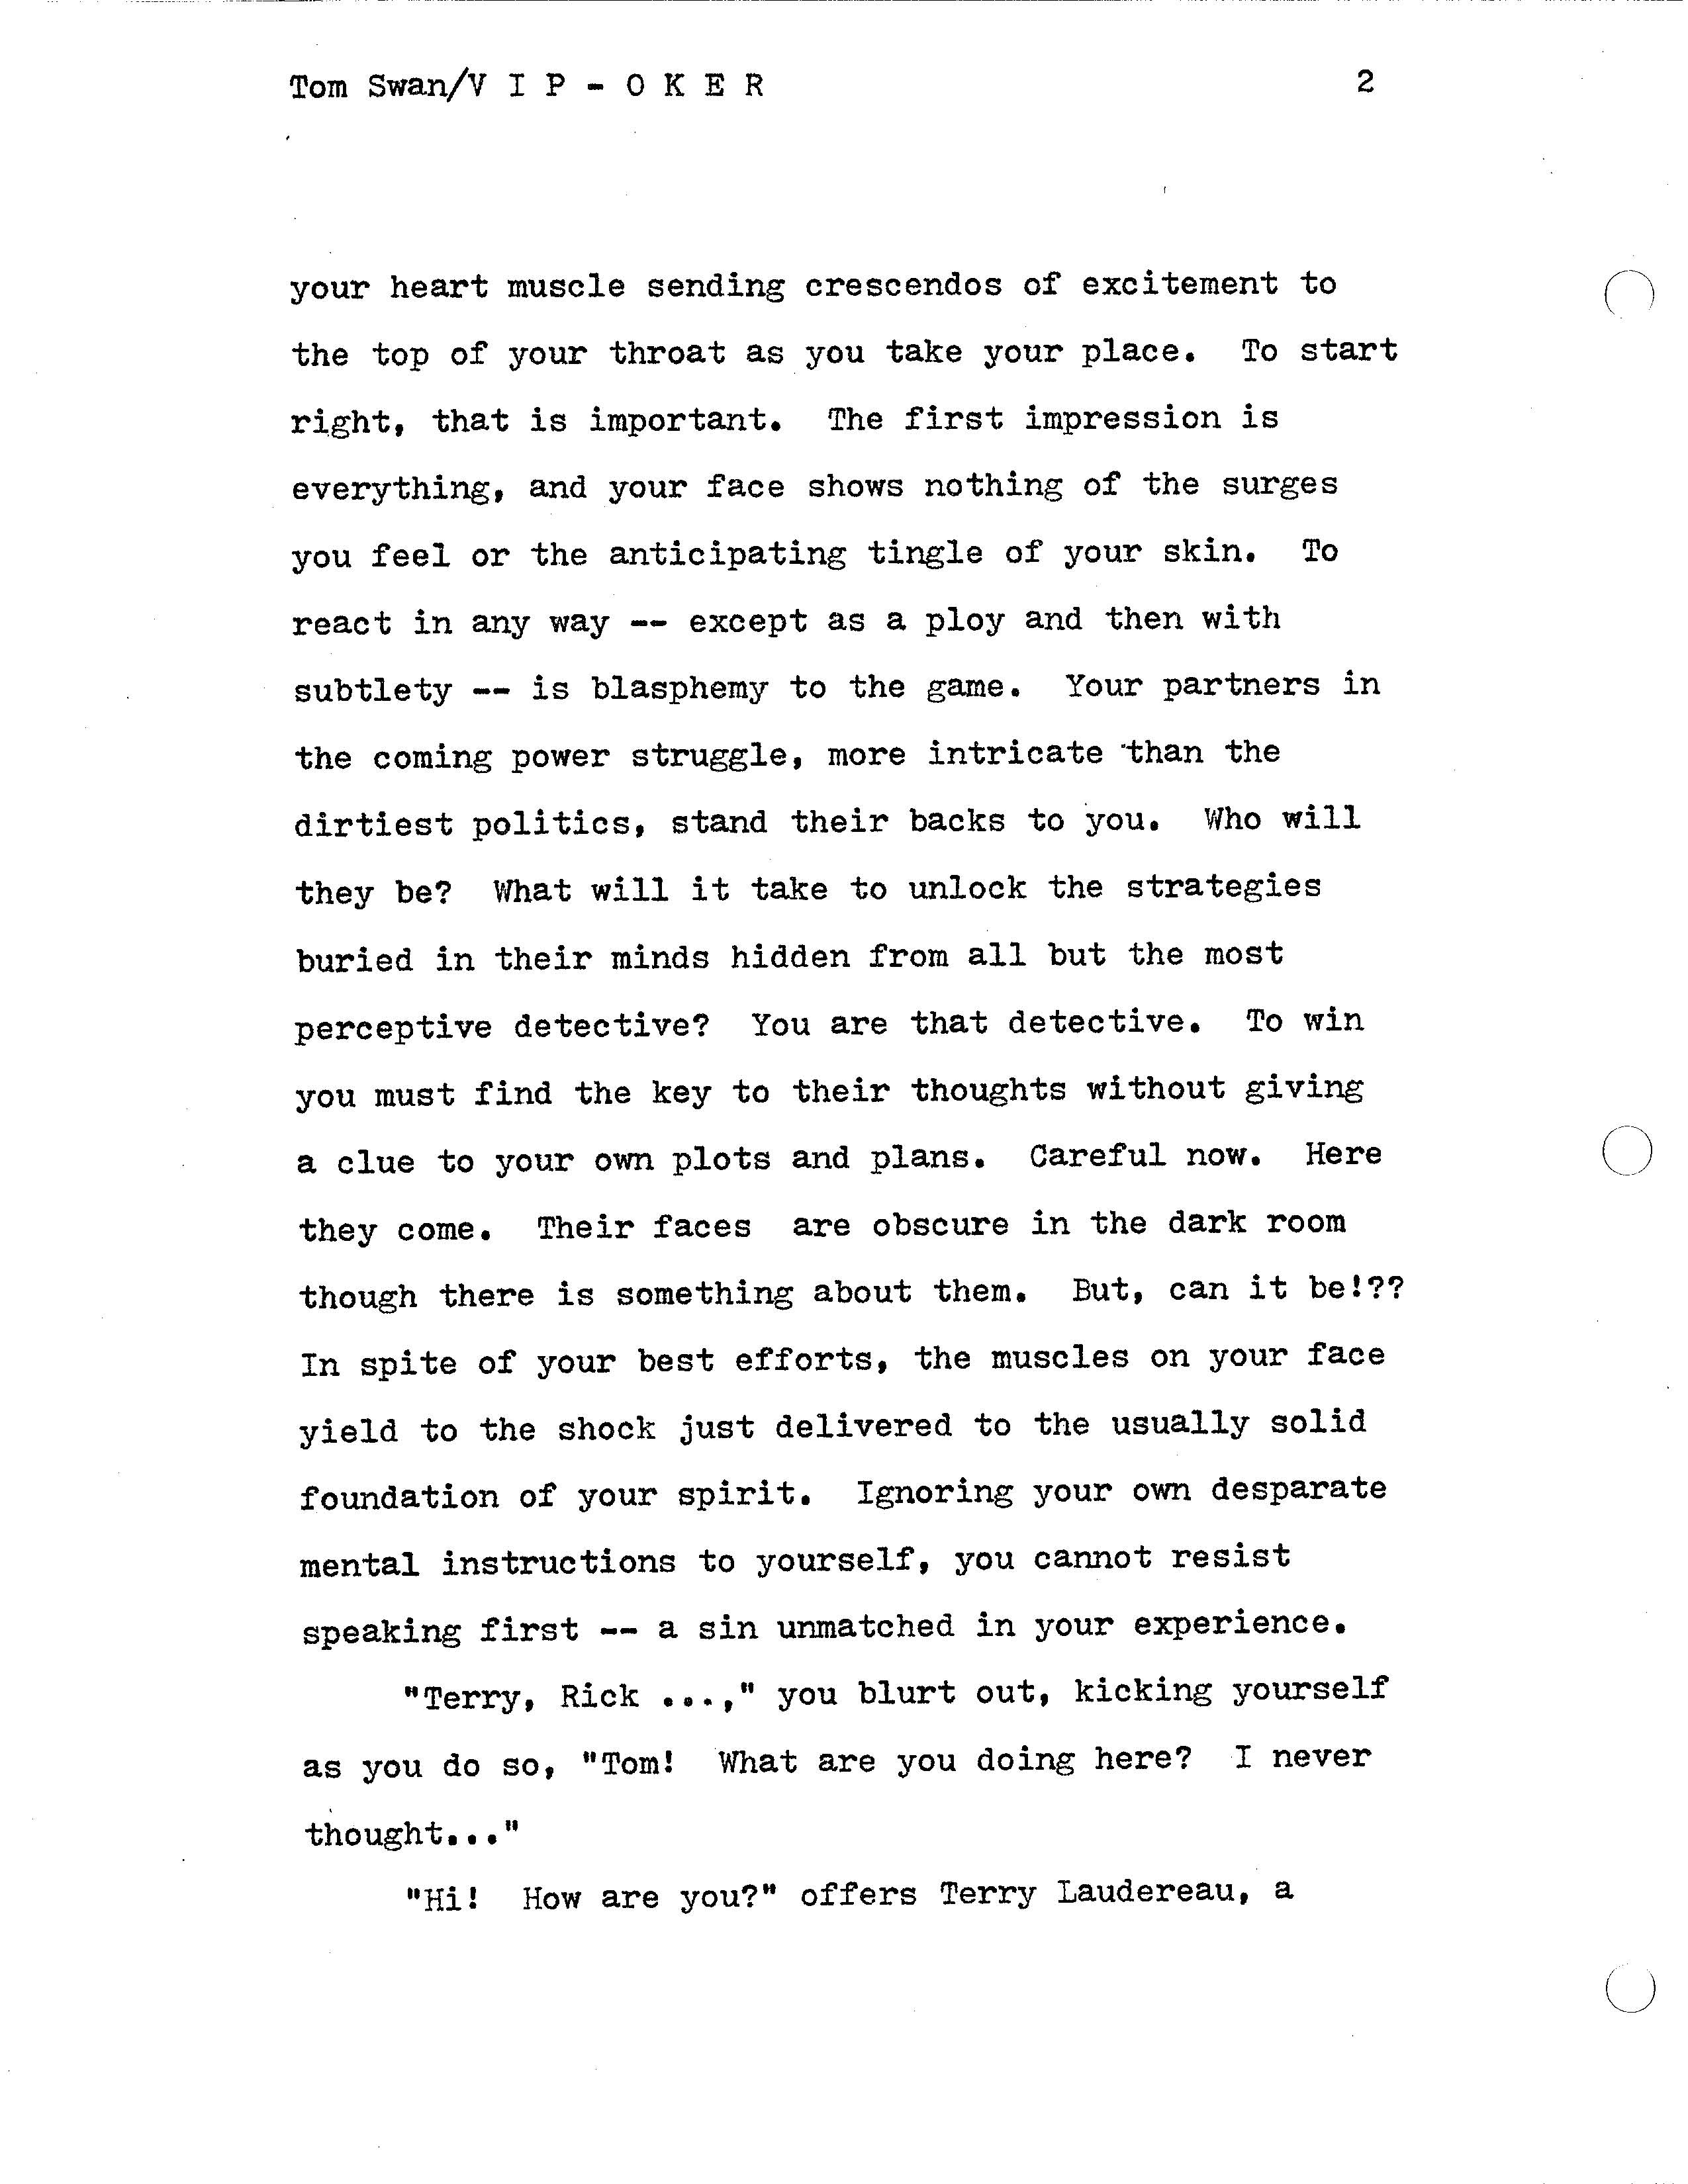 Tom Swan/V I P - O K E R 2
your heart muscle sending crescendos of excitement to
the top of your throat as you take your place.  To start
right, that is important.  The first impression is
everything, and your face shows nothing of the surges
you feel or the anticipating tingle of your skin.  To
react in any way -- except as a ploy and then with
subtlety -- is blasphemy to the game.  Your partners in
the coming power struggle, more intricate than the
dirtiest politics, stand their backs to you.  Who will
they be?  What will it take to unlock the strategies
buried in their minds hidden from all but the most
perceptive detective?  You are that detective.  To win
you must find the key to their thoughts without giving
a clue to your own plots and plans.  Careful now.  Here
they come.  Their faces  are obscure in the dark room
though there is something about them.  But, can it be!??
In spite of your best efforts, the muscles on your face
yield to the shock just delivered to the usually solid
foundation of your spirit.  Ignoring your own desparate
mental instructions to yourself, you cannot resist
speaking first -- a sin unmatched in your experience.
"Terry, Rick ...," you blurt out, kicking yourself
as you do so, "Tom!  What are you doing here?  I never
thought..."
"Hi!  How are you?" offers Terry Laudereau, a